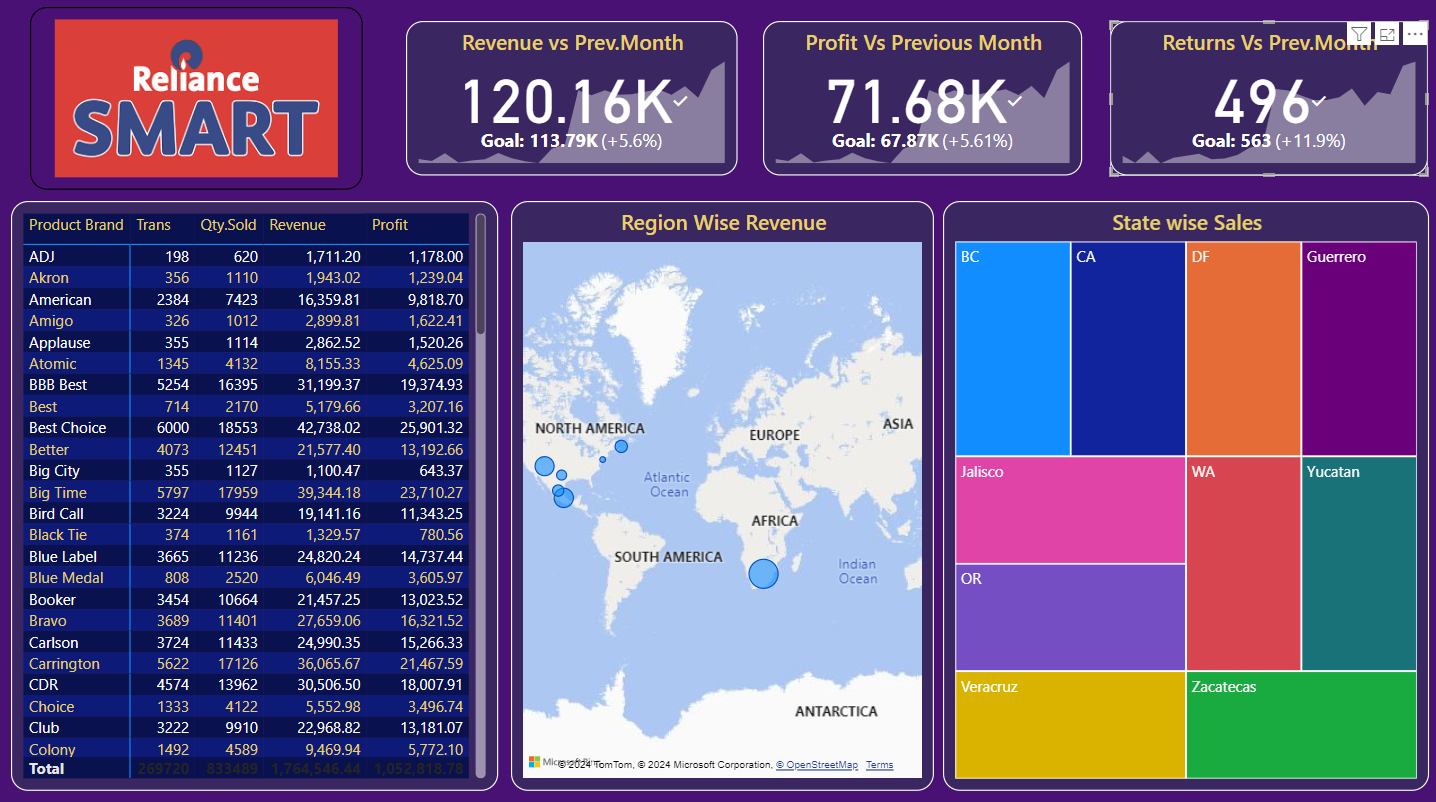 Reliance
SMART
Revenue vs Prev.Month
120.16K
Goal: 113.79K (+5.6%)
Profit Vs Previous Month
71.68K
Goal: 67.87K (+5.61%)
Returns Vs Prev.Month
496
Goal: 563 (+11.9%)
Product Brand Trans Qty.Sold Revenue Profit
ADJ 198 620 1,711.20 1,178.00
Akron 356 1110 1,943.02 1,239.04
American 2384 7423 16,359.81 9,818.70
Amigo 326 1012 2,899.81 1,622.41
Applause 355 1114 2,862.52 1,520.26
Atomic 1345 4132 8,155.33 4,625.09
BBB Best 5254 16395 31,199.37 19,374.93
Best 714 2170 5,179.66 3,207.16
Best Choice 6000 18553 42,738.02 25,901.32
Better 4073 12451 21,577.40 13,192.66
Big City 355 1127 1,100.47 643.37
Big Time 5797 17959 39,344.18 23,710.27
Bird Call 3224 9944 19,141.16 11,343.25
Black Tie 374 1161 1,329.57 780.56
Blue Label 3665 11236 24,820.24 14,737.44
Blue Medal 808 2520 6,046.49 3,605.97
Booker 3454 10664 21,457.25 13,023.52
Bravo 3689 11401 27,659.06 16,321.52
Carlson 3724 11433 24,990.35 15,266.33
Carrington 5622 17126 36,065.67 21,467.59
CDR 4574 13962 30,506.50 18,007.91
Choice 1333 4122 5,552.98 3,496.74
Club 3222 9910 22,968.82 13,181.07
Colony 1492 4589 9,469.94 5,772.10
Total 269720 833489 1,764,546.44 1,052,818.78
Region Wise Revenue
NORTH AMERICA
EUROPE
ASIA
Atlantic
Ocean
AFRICA
SOUTH AMERICA
Indian
Ocean
ANTARCTICA
Microsoft Bing
© 2024 TomTom, © 2024 Microsoft Corporation, © OpenStreetMap Terms
State wise Sales
BC
CA
DF
Guerrero
Jalisco
WA
Yucatan
OR
Veracruz
Zacatecas